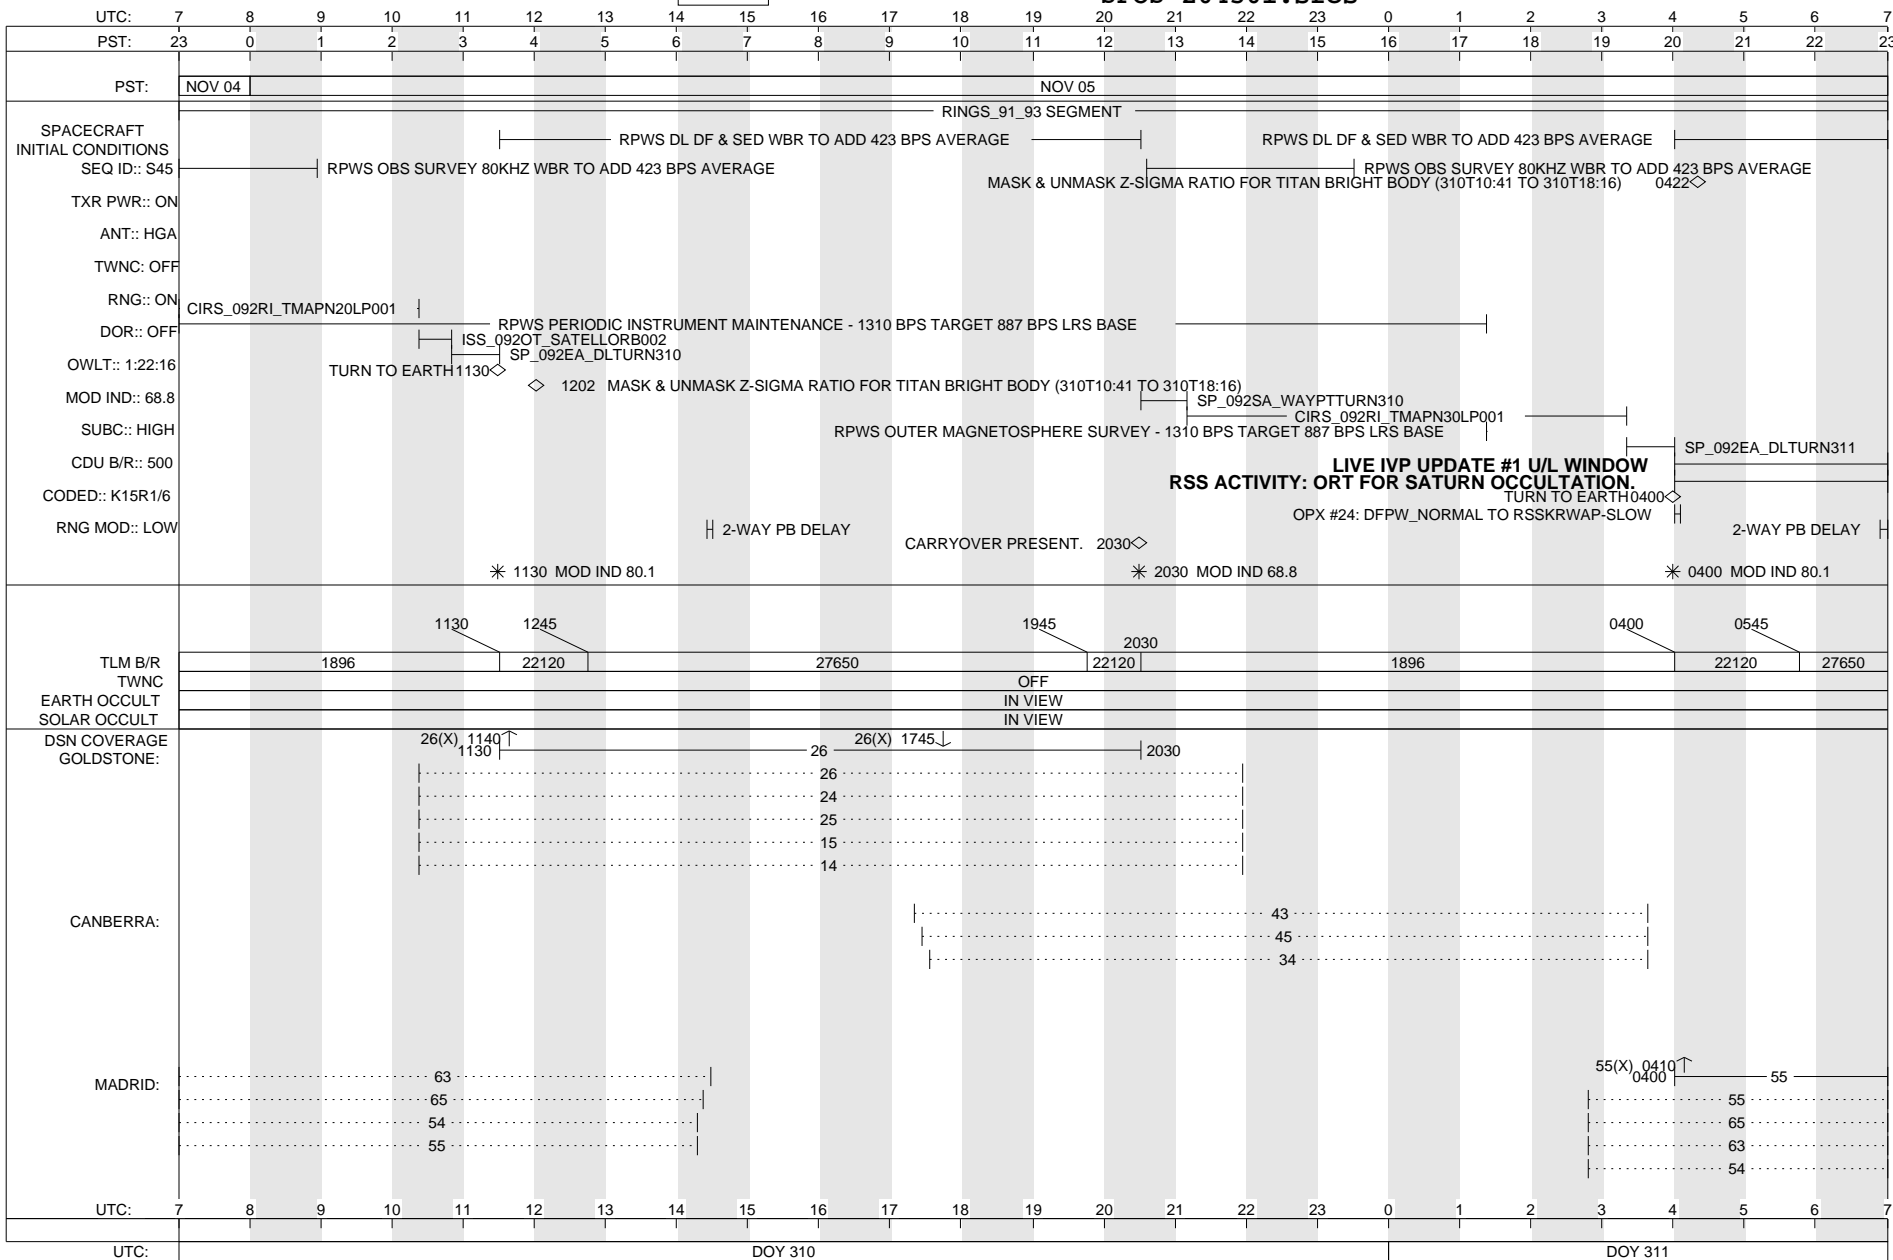 UTC: 7 8 9 10 11 12 13 14 15 16 17 18 19 20 21 22 23 0 1 2 3 4 5 6 7
PST: 23 0 1 2 3 4 5 6 7 8 9 10 11 12 13 14 15 16 17 18 19 20 21 22 23
PST: NOV 04 NOV 05
RINGS_91_93 SEGMENT
SPACECRAFT
INITIAL CONDITIONS
RPWS DL DF & SED WBR TO ADD 423 BPS AVERAGE RPWS DL DF & SED WBR TO ADD 423 BPS AVERAGE
SEQ ID:: S45 RPWS OBS SURVEY 80KHZ WBR TO ADD 423 BPS AVERAGE RPWS OBS SURVEY 80KHZ WBR TO ADD 423 BPS AVERAGE
MASK & UNMASK Z-SIGMA RATIO FOR TITAN BRIGHT BODY (310T10:41 TO 310T18:16) 0422
TXR PWR:: ON
ANT:: HGA
TWNC: OFF
RNG:: ON
CIRS_092RI_TMAPN20LP001
RPWS PERIODIC INSTRUMENT MAINTENANCE - 1310 BPS TARGET 887 BPS LRS BASE
DOR:: OFF
ISS_092OT_SATELLORB002
SP_092EA_DLTURN310
OWLT:: 1:22:16
TURN TO EARTH 1130
1202 MASK & UNMASK Z-SIGMA RATIO FOR TITAN BRIGHT BODY (310T10:41 TO 310T18:16)
MOD IND:: 68.8
SP_092SA_WAYPTTURN310
CIRS_092RI_TMAPN30LP001
SUBC:: HIGH
RPWS OUTER MAGNETOSPHERE SURVEY - 1310 BPS TARGET 887 BPS LRS BASE
SP_092EA_DLTURN311
CDU B/R:: 500
LIVE IVP UPDATE #1 U/L WINDOW
RSS ACTIVITY: ORT FOR SATURN OCCULTATION.
CODED:: K15R1/6
TURN TO EARTH 0400
OPX #24: DFPW_NORMAL TO RSSKRWAP-SLOW
RNG MOD:: LOW
2-WAY PB DELAY 2-WAY PB DELAY
CARRYOVER PRESENT. 2030
1130 MOD IND 80.1 2030 MOD IND 68.8 0400 MOD IND 80.1
1130 1245 1945 2030 0400 0545
TLM B/R 1896 22120 27650 22120 1896 22120 27650
TWNC OFF
EARTH OCCULT IN VIEW
SOLAR OCCULT IN VIEW
DSN COVERAGE
GOLDSTONE:
26(X) 1140 26(X) 1745
1130 26 2030
26
24
25
15
14
CANBERRA:
43
45
34
MADRID:
55(X) 0410
0400 55
63
65 55
54 65
55 63
54
UTC: 7 8 9 10 11 12 13 14 15 16 17 18 19 20 21 22 23 0 1 2 3 4 5 6 7
UTC: DOY 310 DOY 311